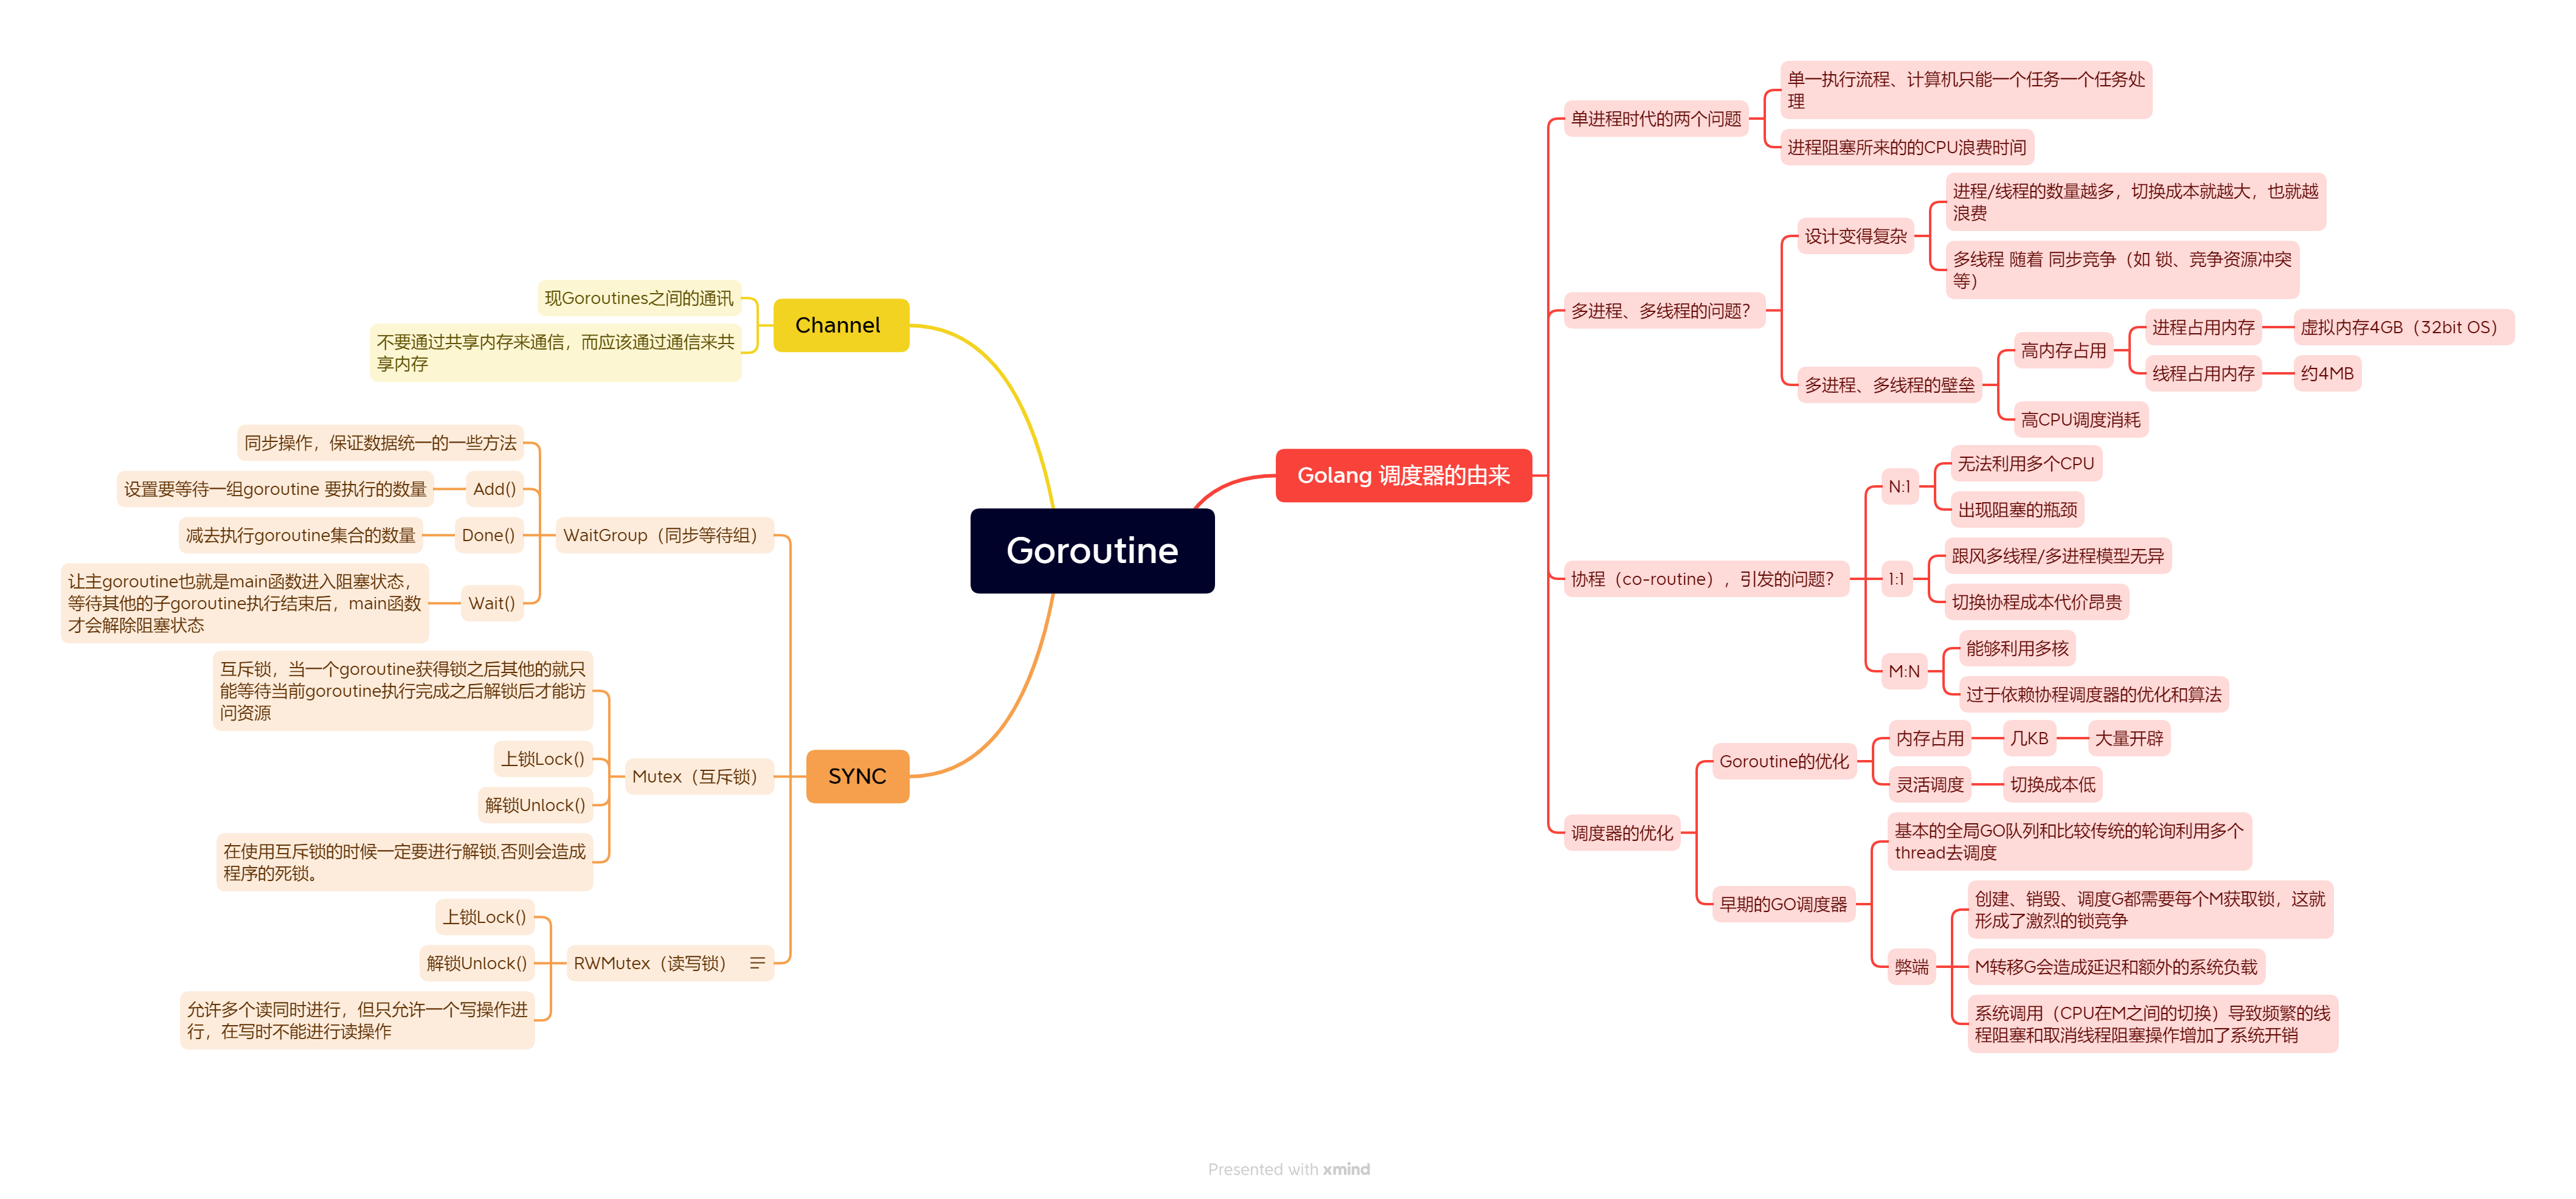 Goroutine
Golang 调度器的由来
单进程时代的两个问题
单一执行流程、计算机只能一个任务一个任务处
理
进程阻塞所来的的CPU浪费时间
多进程、多线程的问题？
设计变得复杂
进程/线程的数量越多，切换成本就越大，也就越
浪费
多线程 随着 同步竞争（如 锁、竞争资源冲突
等）
多进程、多线程的壁垒
高内存占用
进程占用内存
虚拟内存4GB（32bit OS）
线程占用内存
约4MB
高CPU调度消耗
协程（co-routine），引发的问题？
N:1
无法利用多个CPU
出现阻塞的瓶颈
1:1
跟风多线程/多进程模型无异
切换协程成本代价昂贵
M:N
能够利用多核
过于依赖协程调度器的优化和算法
调度器的优化
Goroutine的优化
内存占用
几KB
大量开辟
灵活调度
切换成本低
早期的GO调度器
基本的全局GO队列和比较传统的轮询利用多个
thread去调度
弊端
创建、销毁、调度G都需要每个M获取锁，这就
形成了激烈的锁竞争
M转移G会造成延迟和额外的系统负载
系统调用（CPU在M之间的切换）导致频繁的线
程阻塞和取消线程阻塞操作增加了系统开销
Channel
现Goroutines之间的通讯
不要通过共享内存来通信，而应该通过通信来共
享内存
SYNC
WaitGroup（同步等待组）
同步操作，保证数据统一的一些方法
Add()
设置要等待一组goroutine 要执行的数量
Done()
减去执行goroutine集合的数量
Wait()
让主goroutine也就是main函数进入阻塞状态，
等待其他的子goroutine执行结束后，main函数
才会解除阻塞状态
Mutex（互斥锁）
互斥锁，当一个goroutine获得锁之后其他的就只
能等待当前goroutine执行完成之后解锁后才能访
问资源
上锁Lock()
解锁Unlock()
在使用互斥锁的时候一定要进行解锁,否则会造成
程序的死锁。
RWMutex（读写锁）
上锁Lock()
解锁Unlock()
允许多个读同时进行，但只允许一个写操作进
行，在写时不能进行读操作
Presented with xmind